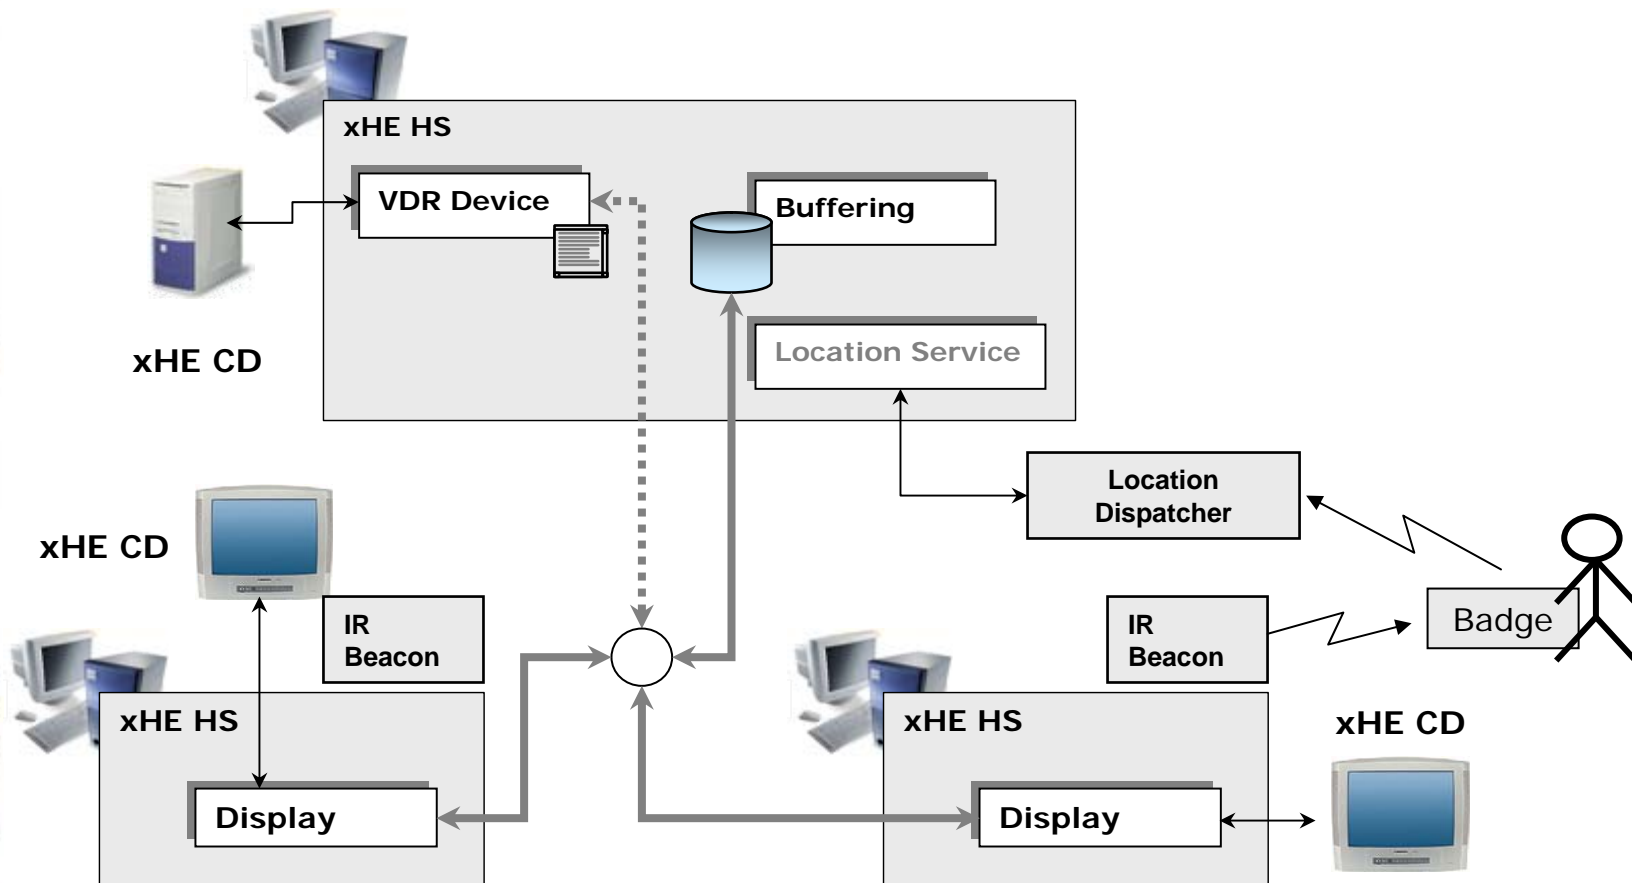 xHE HS
VDR Device
Buffering
Location Service
xHE CD
Location
Dispatcher
xHE CD
IR
Beacon
IR
Beacon
Badge
xHE HS
xHE HS
xHE CD
Display
Display